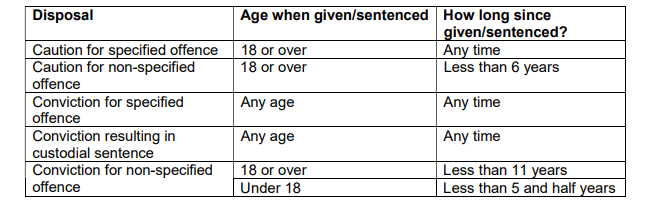 Disposal Age when given/sentenced How long since
given/sentenced?
Caution for specified offence 18 or over Any time
Caution for non-specified 18 or over Less than 6 years
offence
Conviction for specified Any age Any time
offence
Conviction resulting in Any age Any time
custodial sentence
Conviction for non-specified 18 or over Less than 11 years
offence Under 18 Less than 5 and half years